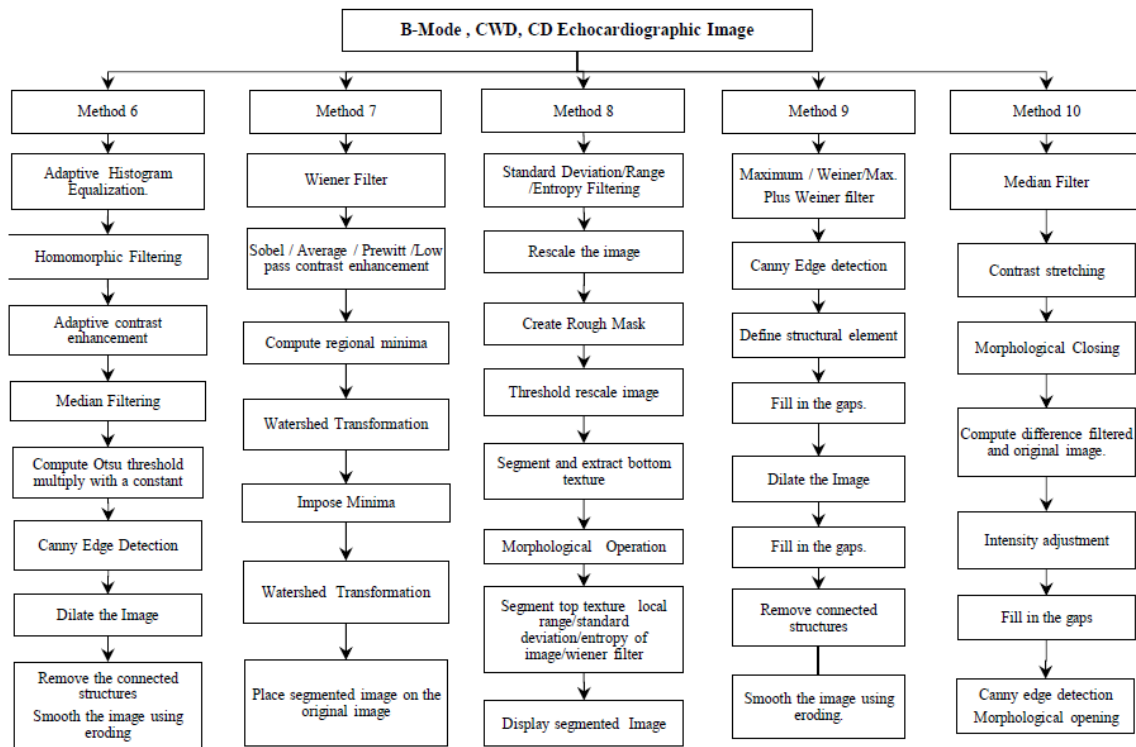 B-Mode , CWD, CD Echocardiographic Image
Method 6
Adaptive Histogram
Equalization.
Homomorphic Filtering
Adaptive contrast
enhancement
Median Filtering
Compute Otsu threshold
multiply with a constant
Canny Edge Detection
Dilate the Image
Remove the connected
structures
Smooth the image using
eroding
Method 7
Wiener Filter
Sobel / Average / Prewitt /Low
pass contrast enhancement
Compute regional minima
Watershed Transformation
Impose Minima
Watershed Transformation
Place segmented image on the
original image
Method 8
Standard Deviation/Range
/Entropy Filtering
Rescale the image
Create Rough Mask
Threshold rescale image
Segment and extract bottom
texture
Morphological Operation
Segment top texture local
range/standard
deviation/entropy of
image/wiener filter
Display segmented Image
Method 9
Maximum / Weiner/Max.
Plus Weiner filter
Canny Edge detection
Define structural element
Fill in the gaps.
Dilate the Image
Fill in the gaps.
Remove connected
structures
Smooth the image using
eroding.
Method 10
Median Filter
Contrast stretching
Morphological Closing
Compute difference filtered
and original image.
Intensity adjustment
Fill in the gaps
Canny edge detection
Morphological opening